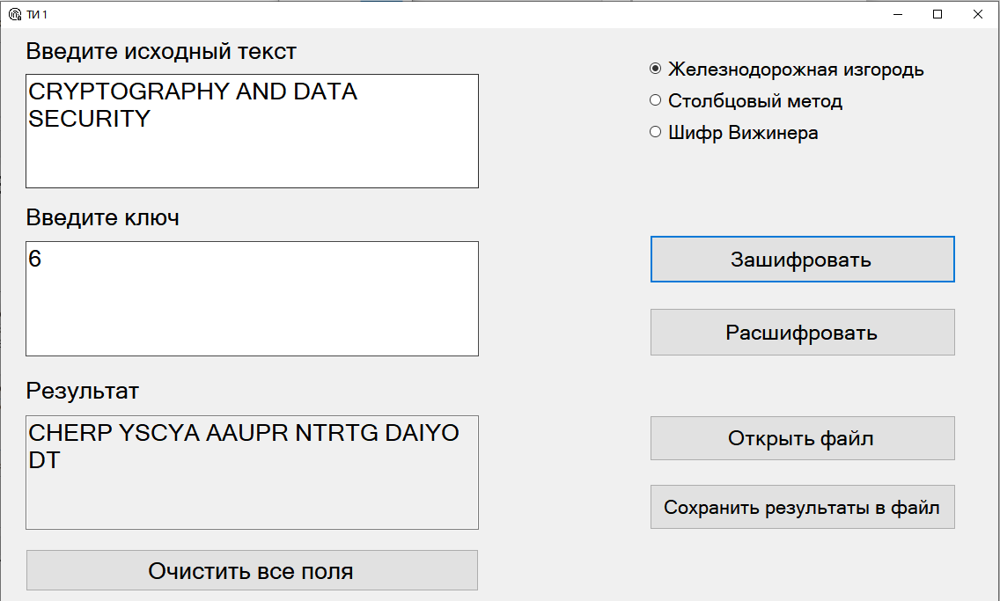 ТИ 1
Введите исходный текст
CRYPTOGRAPHY AND DATA
SECURITY
Железнодорожная изгородь
Столбцовый метод
Шифр Вижинера
Введите ключ
6
Зашифровать
Расшифровать
Результат
CHERP YSCYA AAUPR NTRTG DAIYO
DT
Открыть файл
Сохранить результаты в файл
Очистить все поля